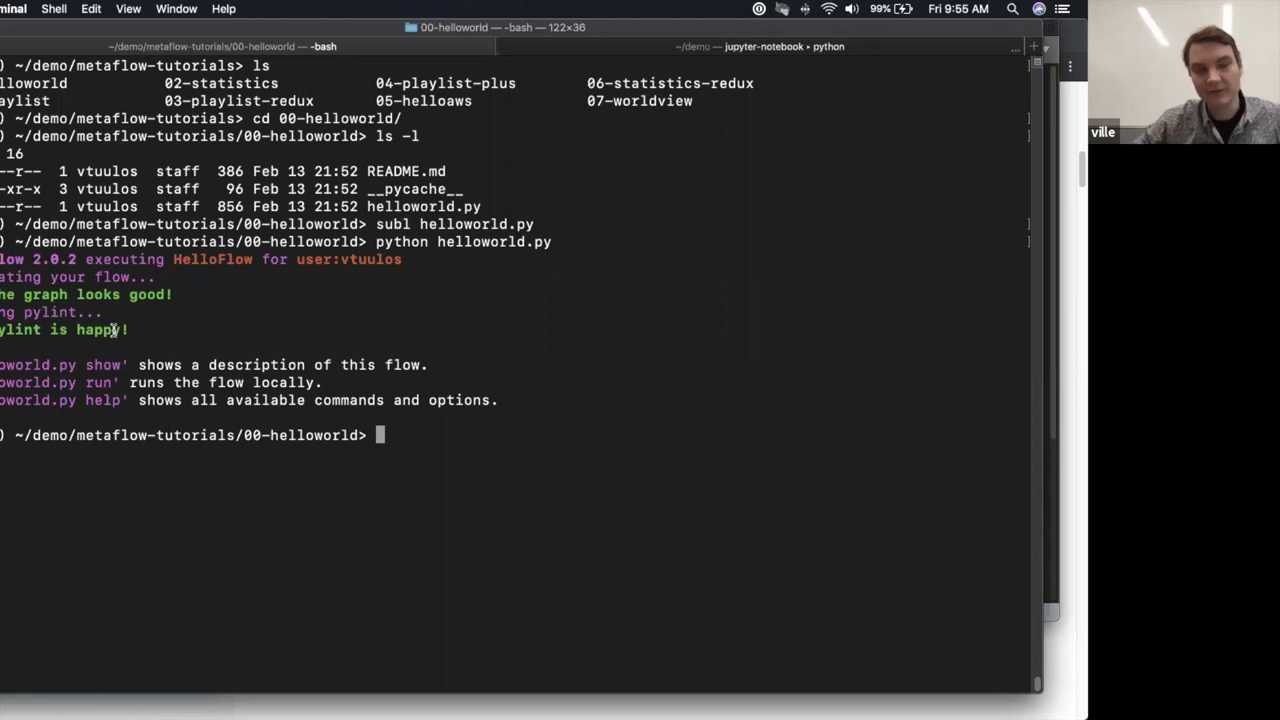 minal Shell Edit View Window Help 99% Fri 9:55 AM
00-helloworld — -bash — 122×36
~/demo/metaflow-tutorials/00-helloworld — -bash ~/demo — jupyter-notebook ▸ python ... +
) ~/demo/metaflow-tutorials> ls ]
lloworld 02-statistics 04-playlist-plus 06-statistics-redux
aylist 03-playlist-redux 05-helloaws 07-worldview
) ~/demo/metaflow-tutorials> cd 00-helloworld/ ]
) ~/demo/metaflow-tutorials/00-helloworld> ls -l ]
16
--r-- 1 vtuulos staff 386 Feb 13 21:52 README.md
-xr-x 3 vtuulos staff 96 Feb 13 21:52 __pycache__
--r-- 1 vtuulos staff 856 Feb 13 21:52 helloworld.py
) ~/demo/metaflow-tutorials/00-helloworld> subl helloworld.py ]
) ~/demo/metaflow-tutorials/00-helloworld> python helloworld.py ]
low 2.0.2 executing HelloFlow for user:vtuulos
ating your flow...
he graph looks good!
ng pylint...
ylint is happy!
oworld.py show' shows a description of this flow.
oworld.py run' runs the flow locally.
oworld.py help' shows all available commands and options.
) ~/demo/metaflow-tutorials/00-helloworld>
ville